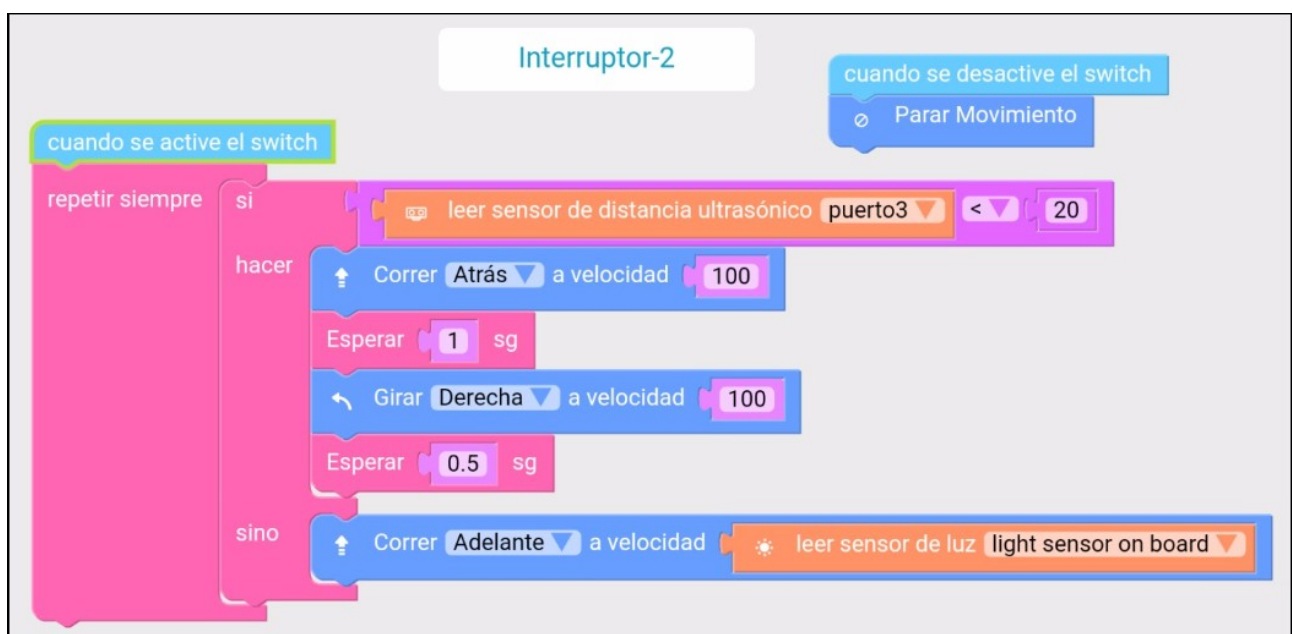 Interruptor-2
cuando se desactive el switch
Parar Movimiento
cuando se active el switch
repetir siempre si leer sensor de distancia ultrasónico puerto3 < 20
hacer Correr Atrás a velocidad 100
Esperar 1 sg
Girar Derecha a velocidad 100
Esperar 0.5 sg
sino Correr Adelante a velocidad leer sensor de luz light sensor on board